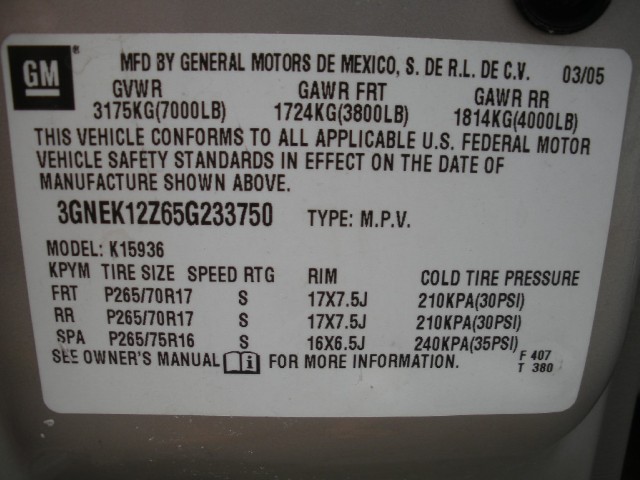 GM ®
MFD BY GENERAL MOTORS DE MEXICO, S. DE R.L. DE C.V. 03/05
GVWR GAWR FRT GAWR RR
3175KG(7000LB) 1724KG(3800LB) 1814KG(4000LB)
THIS VEHICLE CONFORMS TO ALL APPLICABLE U.S. FEDERAL MOTOR
VEHICLE SAFETY STANDARDS IN EFFECT ON THE DATE OF
MANUFACTURE SHOWN ABOVE.
3GNEK12Z65G233750 TYPE: M.P.V.
MODEL: K15936
KPYM TIRE SIZE SPEED RTG RIM COLD TIRE PRESSURE
FRT P265/70R17 S 17X7.5J 210KPA(30PSI)
RR P265/70R17 S 17X7.5J 210KPA(30PSI)
SPA P265/75R16 S 16X6.5J 240KPA(35PSI)
SEE OWNER'S MANUAL FOR MORE INFORMATION.
F 407
T 380